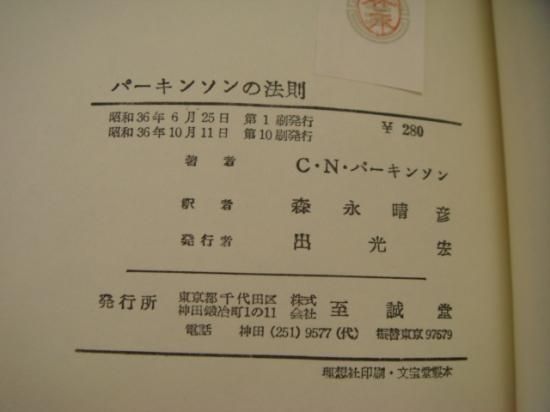 パーキンソンの法則
昭和36年6月25日 第1刷発行
昭和36年10月11日 第10刷発行 ¥280
著者 C・N・パーキンソン
訳者 森永晴彦
発行者 出光宏
発行所 東京都千代田区神田鍛冶町1の11 株式会社 至誠堂
電話 神田(251)9577(代) 振替東京97579
理想社印刷・文宝堂製本